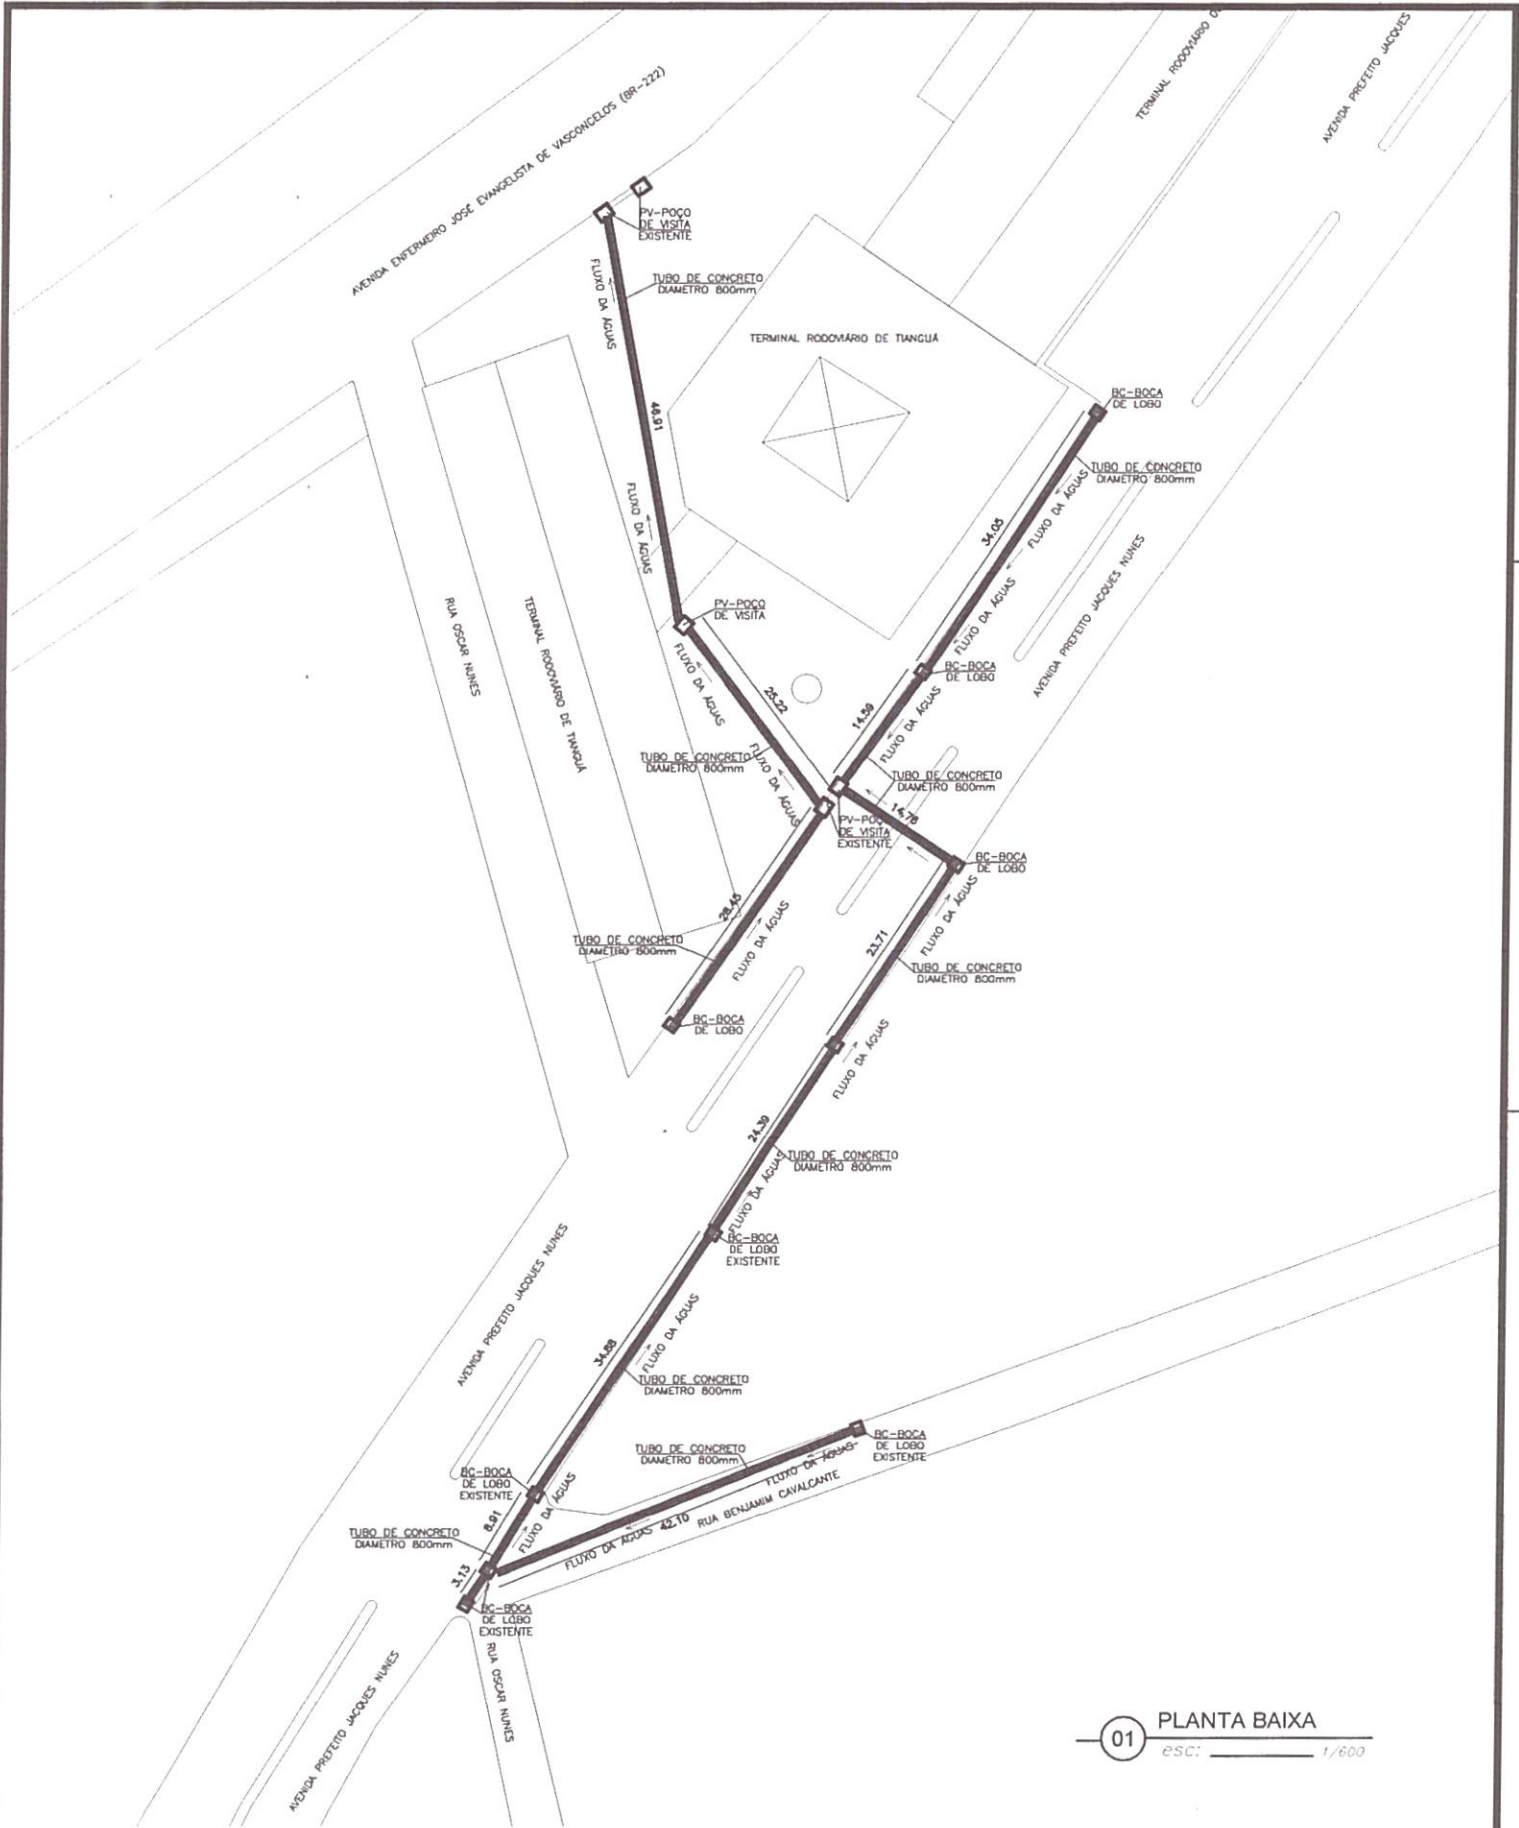 AVENIDA ENFERMEIRO JOSÉ EVANGELISTA DE VASCONCELOS (BR-222)
TERMINAL RODOVIÁRIO
AVENIDA PREFEITO JACQUES
PV-POÇO
DE VISITA
EXISTENTE
FLUXO DA ÁGUAS
TUBO DE CONCRETO
DIAMETRO 800mm
TERMINAL RODOVIÁRIO DE TIANGUÁ
46.91
BC-BOCA
DE LOBO
TUBO DE CONCRETO
DIAMETRO 800mm
FLUXO DA ÁGUAS
34.05
FLUXO DA ÁGUAS
FLUXO DA ÁGUAS
AVENIDA PREFEITO JACQUES NUNES
RUA OSCAR NUNES
TERMINAL RODOVIÁRIO DE TIANGUÁ
PV-POÇO
DE VISITA
FLUXO DA ÁGUAS
25.22
BC-BOCA
DE LOBO
14.59
FLUXO DA ÁGUAS
TUBO DE CONCRETO
DIAMETRO 800mm
FLUXO DA ÁGUAS
TUBO DE CONCRETO
DIAMETRO 800mm
14.76
PV-POÇO
DE VISITA
EXISTENTE
BC-BOCA
DE LOBO
28.45
TUBO DE CONCRETO
DIAMETRO 800mm
FLUXO DA ÁGUAS
FLUXO DA ÁGUAS
23.71
TUBO DE CONCRETO
DIAMETRO 800mm
BC-BOCA
DE LOBO
FLUXO DA ÁGUAS
24.39
TUBO DE CONCRETO
DIAMETRO 800mm
FLUXO DA ÁGUAS
BC-BOCA
DE LOBO
EXISTENTE
AVENIDA PREFEITO JACQUES NUNES
34.88
FLUXO DA ÁGUAS
TUBO DE CONCRETO
DIAMETRO 800mm
BC-BOCA
DE LOBO
EXISTENTE
TUBO DE CONCRETO
DIAMETRO 800mm
FLUXO DA ÁGUAS
RUA BENJAMIM CAVALCANTE
BC-BOCA
DE LOBO
EXISTENTE
8.91
FLUXO DA ÁGUAS
TUBO DE CONCRETO
DIAMETRO 800mm
FLUXO DA ÁGUAS 42.10
3.13
BC-BOCA
DE LOBO
EXISTENTE
RUA OSCAR NUNES
AVENIDA PREFEITO JACQUES NUNES
01 PLANTA BAIXA
esc: 1/600